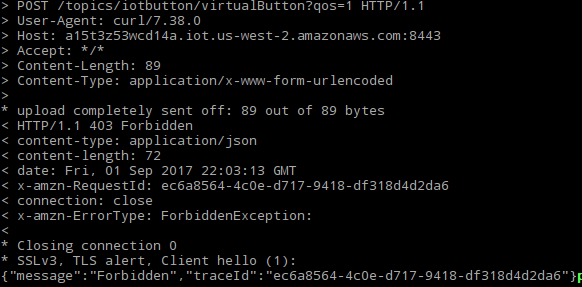 > POST /topics/iotbutton/virtualButton?qos=1 HTTP/1.1
> User-Agent: curl/7.38.0
> Host: a15t3z53wcd14a.iot.us-west-2.amazonaws.com:8443
> Accept: */*
> Content-Length: 89
> Content-Type: application/x-www-form-urlencoded
>
* upload completely sent off: 89 out of 89 bytes
< HTTP/1.1 403 Forbidden
< content-type: application/json
< content-length: 72
< date: Fri, 01 Sep 2017 22:03:13 GMT
< x-amzn-RequestId: ec6a8564-4c0e-d717-9418-df318d4d2da6
< connection: close
< x-amzn-ErrorType: ForbiddenException:
<
* Closing connection 0
* SSLv3, TLS alert, Client hello (1):
{"message":"Forbidden","traceId":"ec6a8564-4c0e-d717-9418-df318d4d2da6"}p